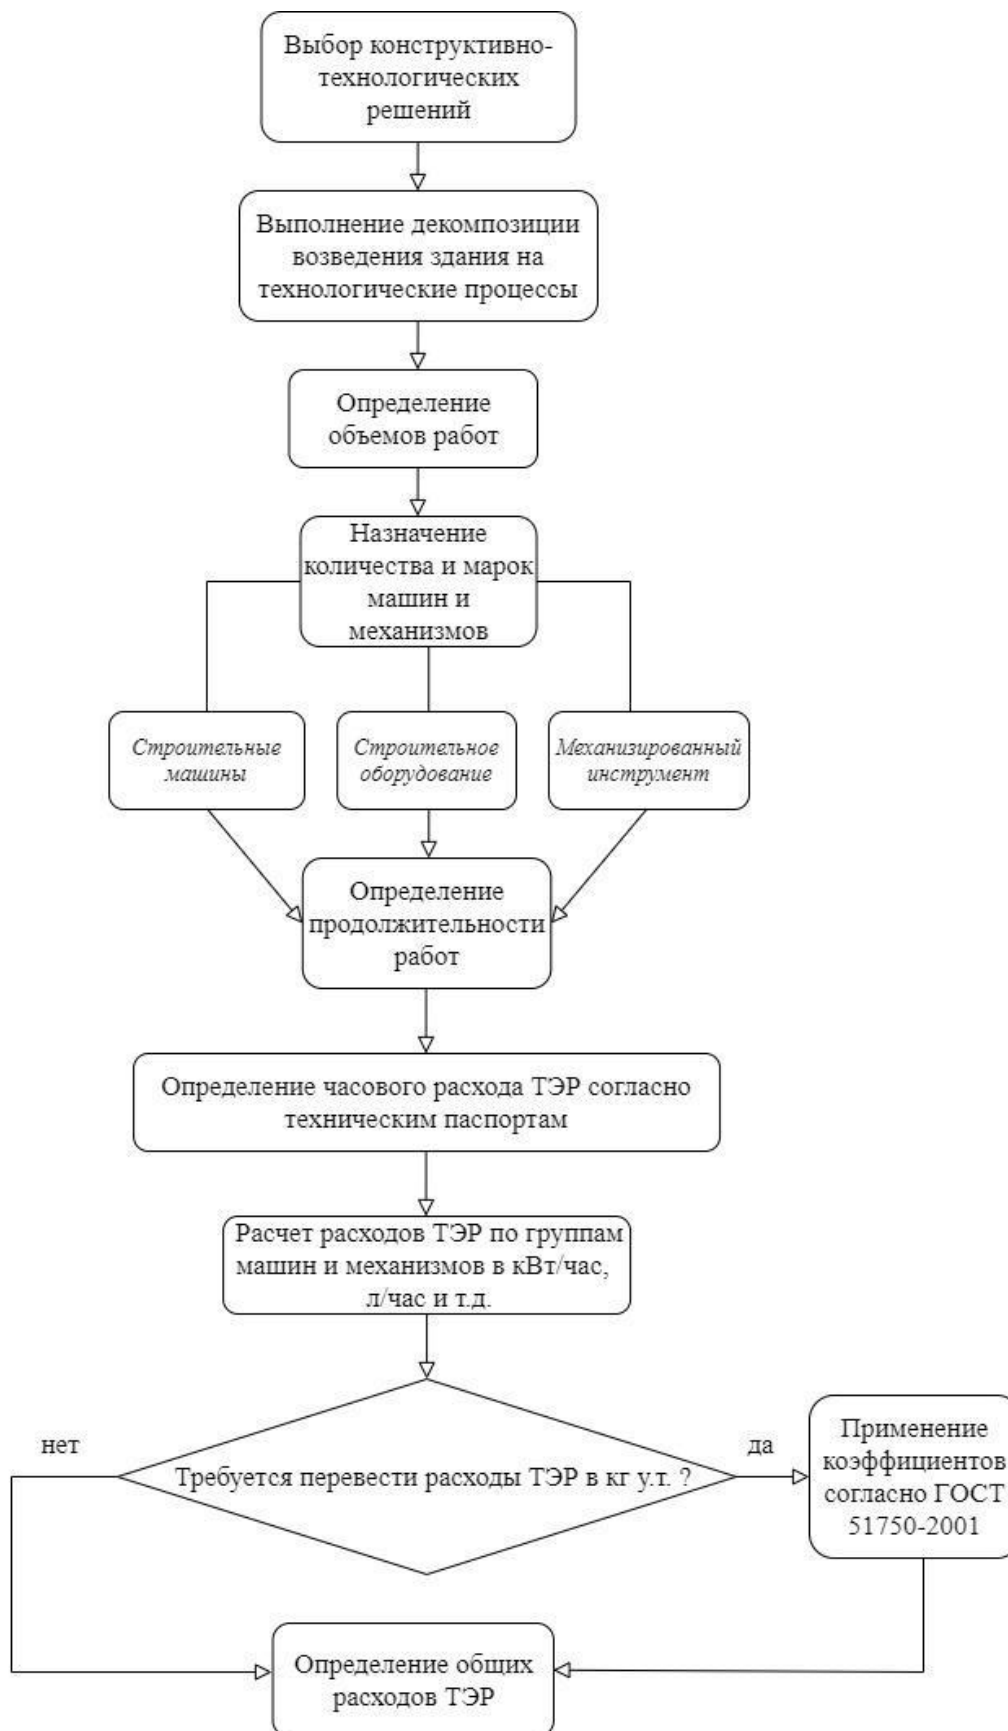 Выбор конструктивно-
технологических
решений
Выполнение декомпозиции
возведения здания на
технологические процессы
Определение
объемов работ
Назначение
количества и марок
машин и
механизмов
Строительные
машины
Строительное
оборудование
Механизированный
инструмент
Определение
продолжительности
работ
Определение часового расхода ТЭР согласно
техническим паспортам
Расчет расходов ТЭР по группам
машин и механизмов в кВт/час,
л/час и т.д.
нет
да
Требуется перевести расходы ТЭР в кг у.т. ?
Применение
коэффициентов
согласно ГОСТ
51750-2001
Определение общих
расходов ТЭР